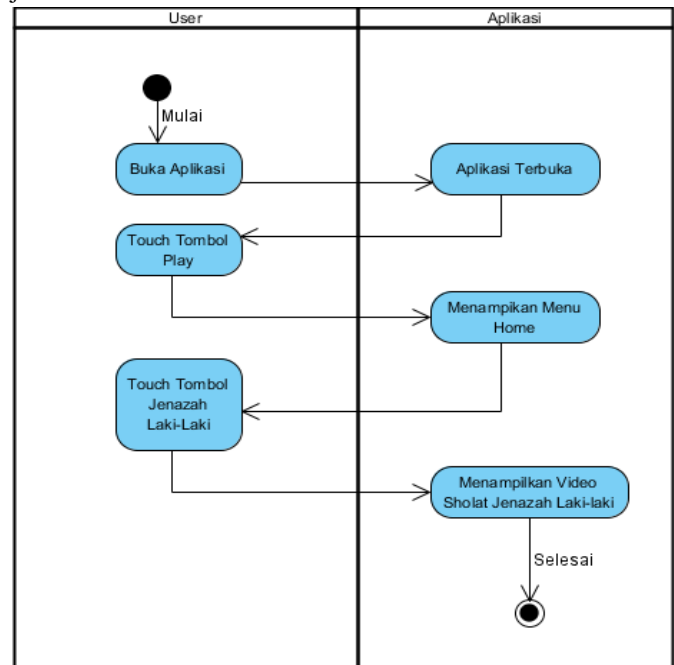 User
Aplikasi
Mulai
Buka Aplikasi
Aplikasi Terbuka
Touch Tombol
Play
Menampikan Menu
Home
Touch Tombol
Jenazah
Laki-Laki
Menampilkan Video
Sholat Jenazah Laki-laki
Selesai